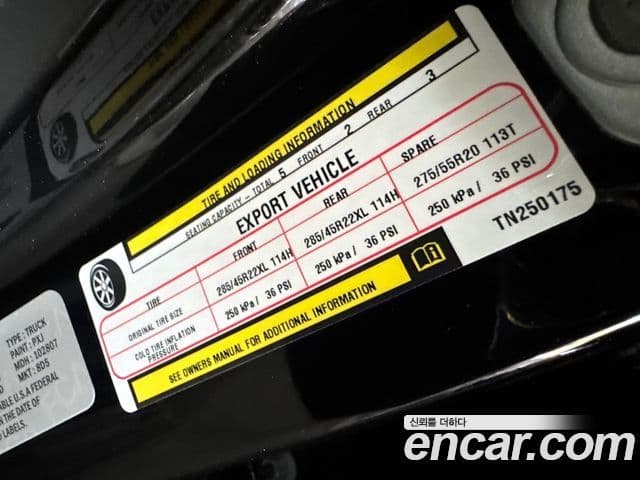 TIRE AND LOADING INFORMATION
SEATING CAPACITY - TOTAL 5 FRONT 2 REAR 3
EXPORT VEHICLE
TIRE FRONT REAR SPARE
ORIGINAL TIRE SIZE 285/45R22XL 114H 285/45R22XL 114H 275/55R20 113T
COLD TIRE INFLATION PRESSURE 250 kPa / 36 PSI 250 kPa / 36 PSI 250 kPa / 36 PSI
SEE OWNERS MANUAL FOR ADDITIONAL INFORMATION
TN250175
TYPE: TRUCK
PAINT: PXJ
MDH: 102807
MKT: BDS
ABLE U.S.A FEDERAL
N THE DATE OF
D LABELS.
신뢰를 더하다
encar.com